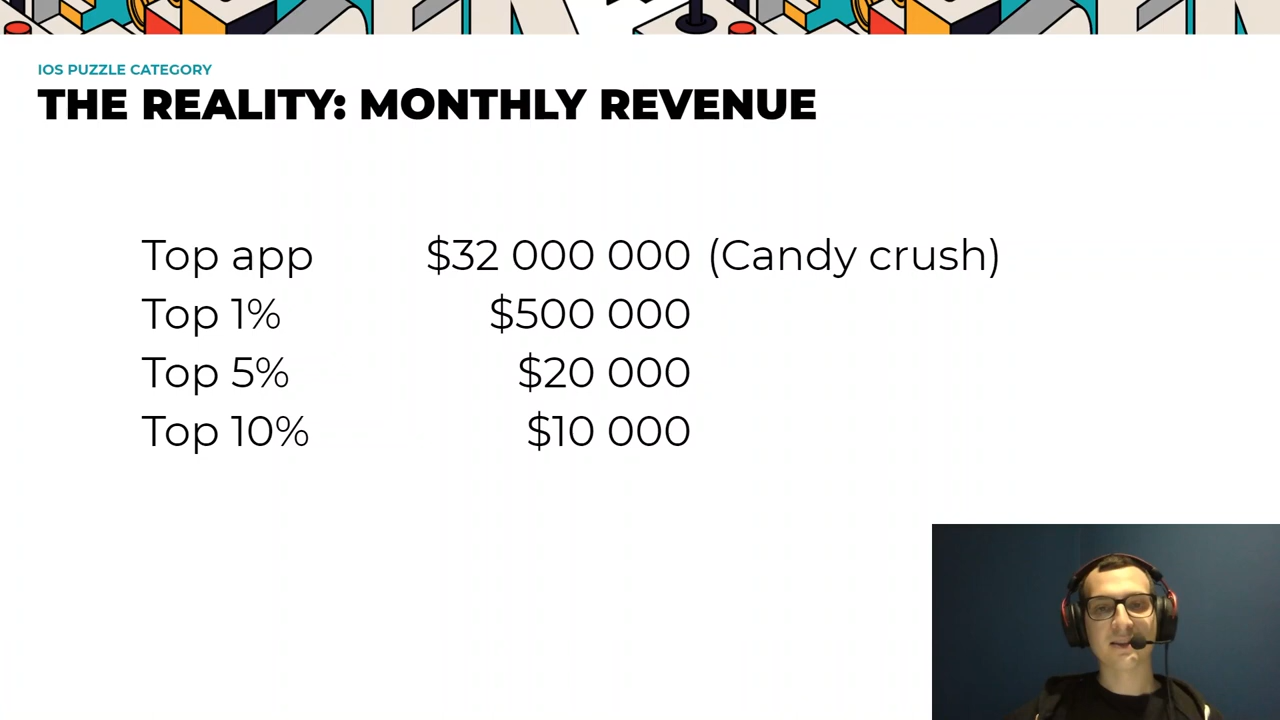 IOS PUZZLE CATEGORY
THE REALITY: MONTHLY REVENUE
Top app $32 000 000 (Candy crush)
Top 1% $500 000
Top 5% $20 000
Top 10% $10 000